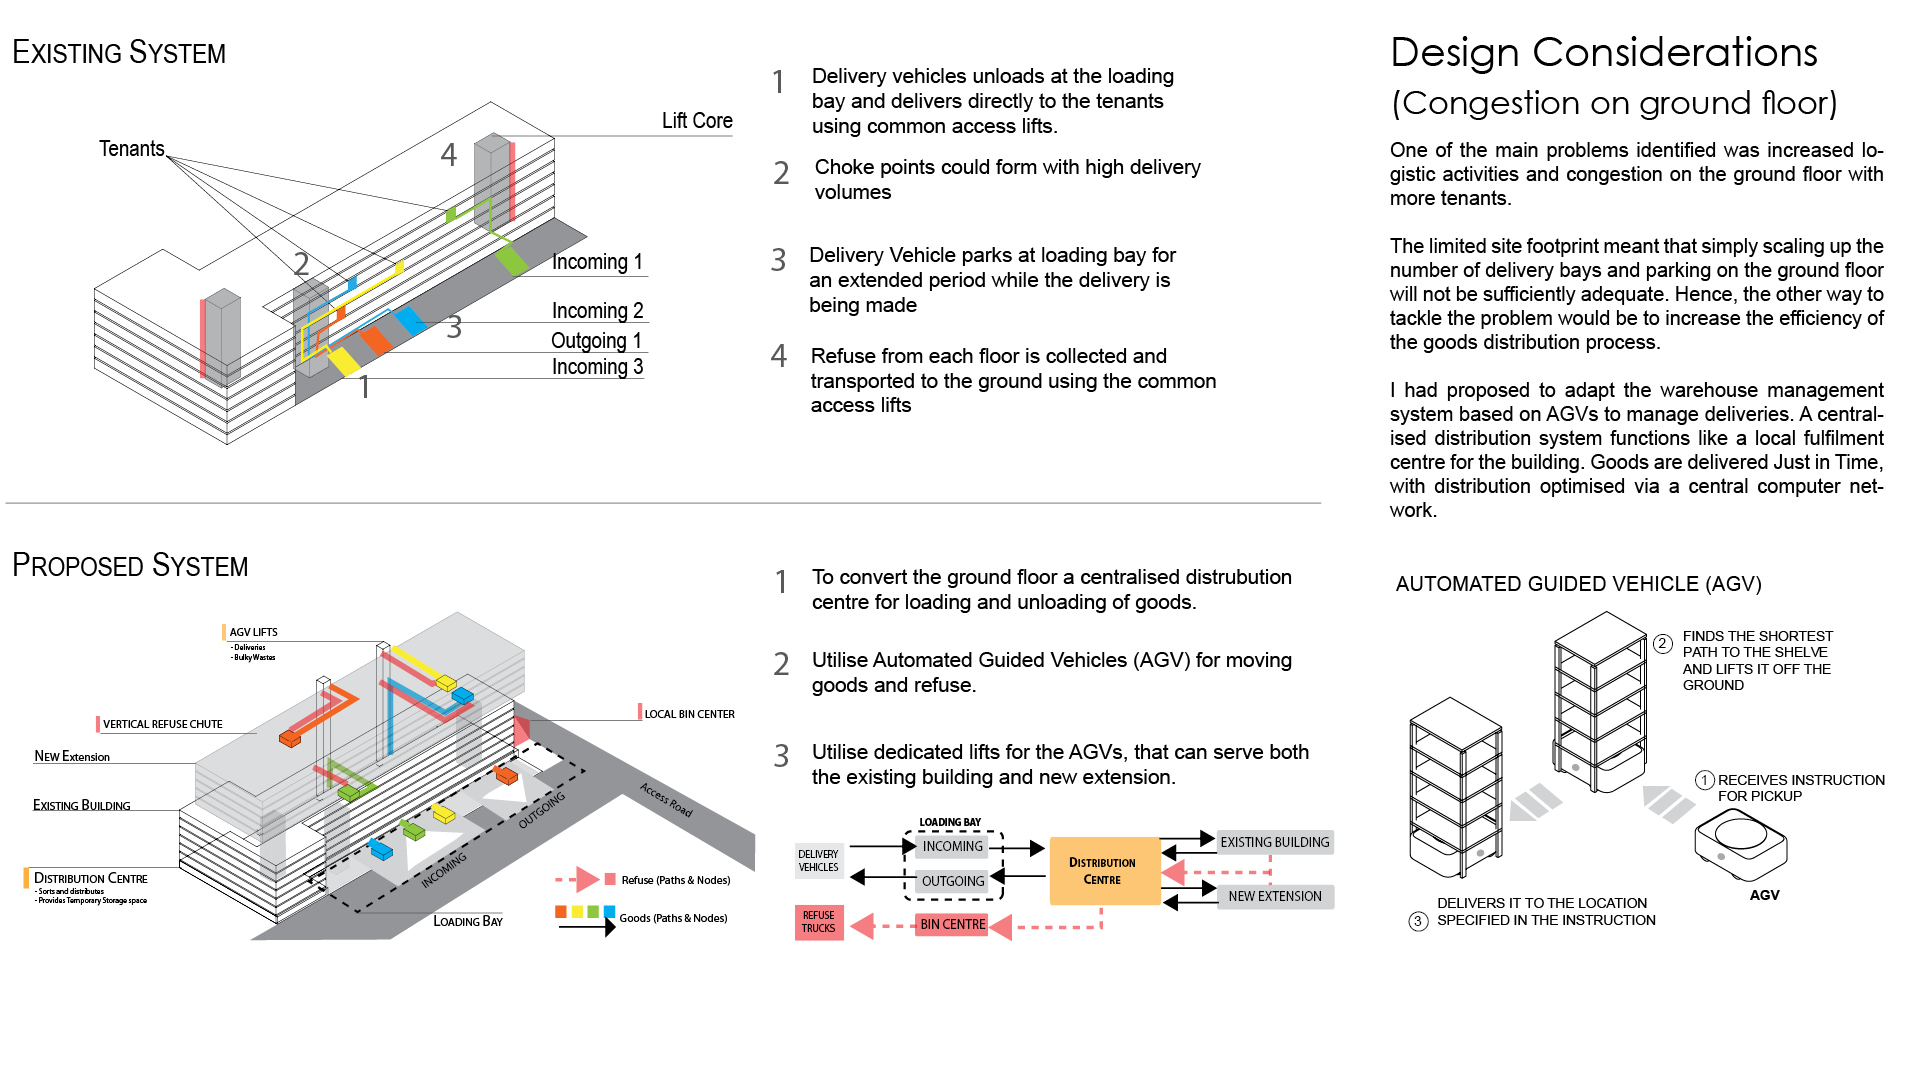 EXISTING SYSTEM
Tenants
Lift Core
4
2
3
1
Incoming 1
Incoming 2
Outgoing 1
Incoming 3
1
Delivery vehicles unloads at the loading
bay and delivers directly to the tenants
using common access lifts.
2
Choke points could form with high delivery
volumes
3
Delivery Vehicle parks at loading bay for
an extended period while the delivery is
being made
4
Refuse from each floor is collected and
transported to the ground using the common
access lifts
PROPOSED SYSTEM
AGV LIFTS
- Deliveries
- Bulky Wastes
VERTICAL REFUSE CHUTE
NEW EXTENSION
EXISTING BUILDING
DISTRIBUTION CENTRE
- Sorts and distributes
- Provides Temporary Storage space
LOCAL BIN CENTER
Access Road
OUTGOING
INCOMING
LOADING BAY
Refuse (Paths & Nodes)
Goods (Paths & Nodes)
1
To convert the ground floor a centralised distrubution
centre for loading and unloading of goods.
2
Utilise Automated Guided Vehicles (AGV) for moving
goods and refuse.
3
Utilise dedicated lifts for the AGVs, that can serve both
the existing building and new extension.
LOADING BAY
DELIVERY
VEHICLES
INCOMING
OUTGOING
DISTRIBUTION
CENTRE
EXISTING BUILDING
NEW EXTENSION
REFUSE
TRUCKS
BIN CENTRE
Design Considerations
(Congestion on ground floor)
One of the main problems identified was increased lo-
gistic activities and congestion on the ground floor with
more tenants.
The limited site footprint meant that simply scaling up the
number of delivery bays and parking on the ground floor
will not be sufficiently adequate. Hence, the other way to
tackle the problem would be to increase the efficiency of
the goods distribution process.
I had proposed to adapt the warehouse management
system based on AGVs to manage deliveries. A central-
ised distribution system functions like a local fulfilment
centre for the building. Goods are delivered Just in Time,
with distribution optimised via a central computer net-
work.
AUTOMATED GUIDED VEHICLE (AGV)
2
FINDS THE SHORTEST
PATH TO THE SHELVE
AND LIFTS IT OFF THE
GROUND
1
RECEIVES INSTRUCTION
FOR PICKUP
AGV
3
DELIVERS IT TO THE LOCATION
SPECIFIED IN THE INSTRUCTION